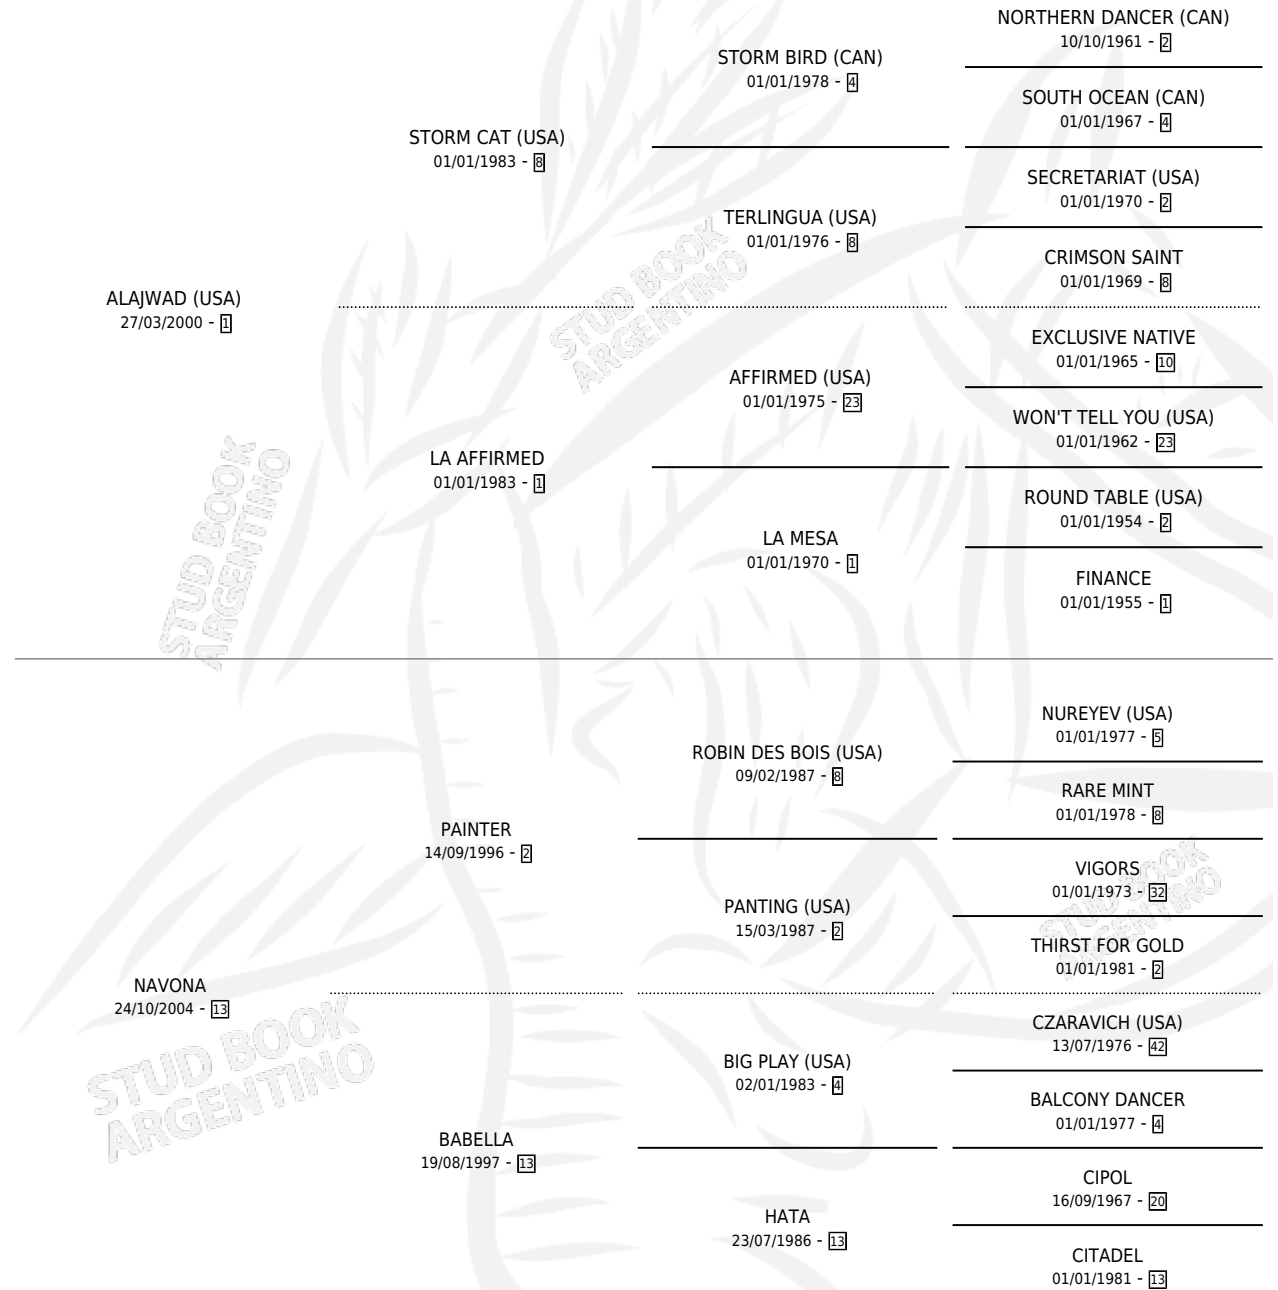 NORTHERN DANCER (CAN)
10/10/1961 - 2
STORM BIRD (CAN)
01/01/1978 - 4
SOUTH OCEAN (CAN)
01/01/1967 - 4
STORM CAT (USA)
01/01/1983 - 8
SECRETARIAT (USA)
01/01/1970 - 2
TERLINGUA (USA)
01/01/1976 - 8
CRIMSON SAINT
01/01/1969 - 8
ALAJWAD (USA)
27/03/2000 - 1
STUD BOOK
ARGENTINO
EXCLUSIVE NATIVE
01/01/1965 - 10
AFFIRMED (USA)
01/01/1975 - 23
WON'T TELL YOU (USA)
01/01/1962 - 23
LA AFFIRMED
01/01/1983 - 1
ROUND TABLE (USA)
01/01/1954 - 2
LA MESA
01/01/1970 - 1
FINANCE
01/01/1955 - 1
STUD BOOK
ARGENTINO
NUREYEV (USA)
01/01/1977 - 5
ROBIN DES BOIS (USA)
09/02/1987 - 8
RARE MINT
01/01/1978 - 8
PAINTER
14/09/1996 - 2
VIGORS
01/01/1973 - 32
PANTING (USA)
15/03/1987 - 2
STUD BOOK
ARGENTINO
THIRST FOR GOLD
01/01/1981 - 2
NAVONA
24/10/2004 - 13
CZARAVICH (USA)
13/07/1976 - 42
BIG PLAY (USA)
02/01/1983 - 4
STUD BOOK
ARGENTINO
BALCONY DANCER
01/01/1977 - 4
BABELLA
19/08/1997 - 13
CIPOL
16/09/1967 - 20
HATA
23/07/1986 - 13
CITADEL
01/01/1981 - 13